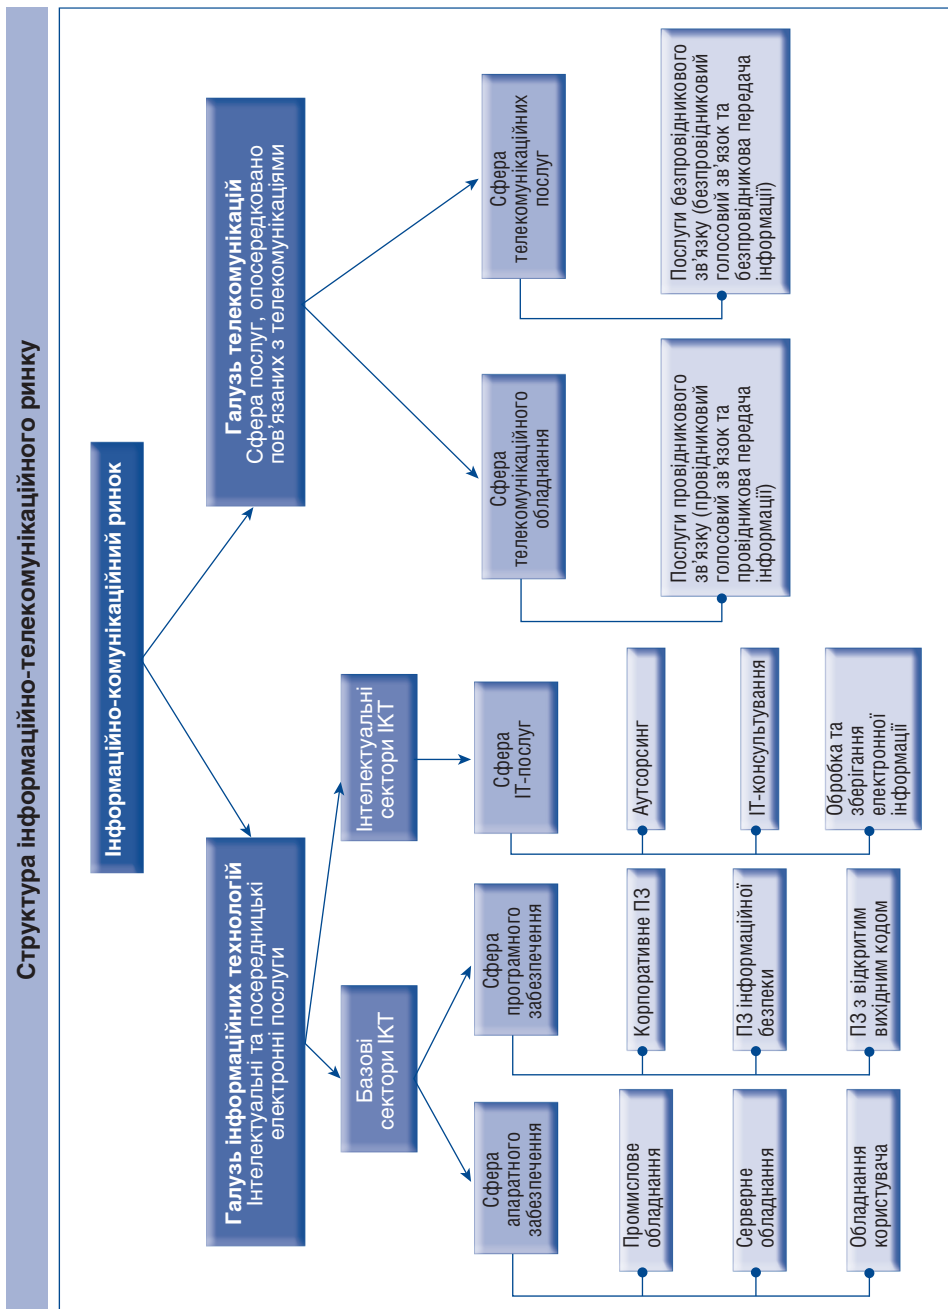 Структура інформаційно-телекомунікаційного ринку
Інформаційно-комунікаційний ринок
Галузь інформаційних технологій
Інтелектуальні та посередницькі
електронні послуги
Галузь телекомунікацій
Сфера послуг, опосередковано
пов’язаних з телекомунікаціями
Базові
сектори ІКТ
Інтелектуальні
сектори ІКТ
Сфера
апаратного
забезпечення
Сфера
програмного
забезпечення
Сфера
ІТ-послуг
Сфера
телекомунікаційного
обладнання
Сфера
телекомунікаційних
послуг
Промислове
обладнання
Серверне
обладнання
Обладнання
користувача
Корпоративне ПЗ
ПЗ інформаційної
безпеки
ПЗ з відкритим
вихідним кодом
Аутсорсинг
ІТ-консультування
Обробка та
зберігання
електронної
інформації
Послуги провідникового
зв’язку (провідниковий
голосовий зв’язок та
провідникова передача
інформації)
Послуги безпровідникового
зв’язку (безпровідниковий
голосовий зв’язок та
безпровідникова передача
інформації)